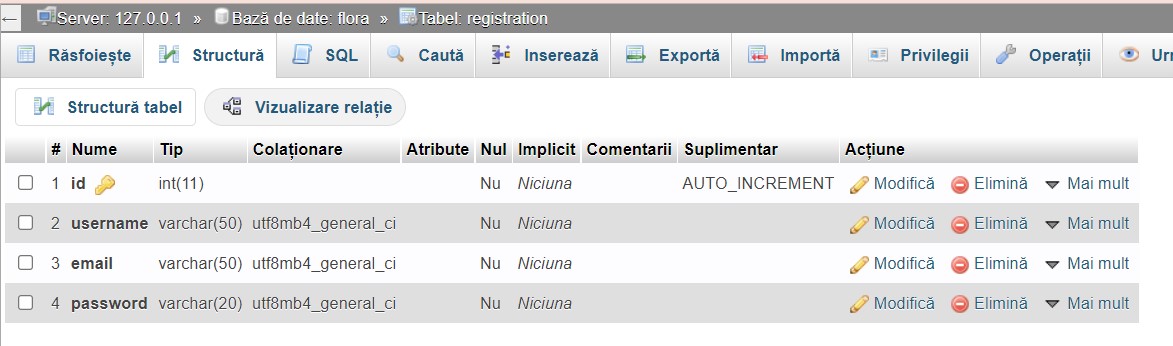 Server: 127.0.0.1 » Bază de date: flora » Tabel: registration
Răsfoiește Structură SQL Caută Inserează Exportă Importă Privilegii Operații Urr
Structură tabel Vizualizare relație
# Nume Tip Colaționare Atribute Nul Implicit Comentarii Suplimentar Acțiune
1 id int(11) Nu Niciuna AUTO_INCREMENT Modifică Elimină Mai mult
2 username varchar(50) utf8mb4_general_ci Nu Niciuna Modifică Elimină Mai mult
3 email varchar(50) utf8mb4_general_ci Nu Niciuna Modifică Elimină Mai mult
4 password varchar(20) utf8mb4_general_ci Nu Niciuna Modifică Elimină Mai mult